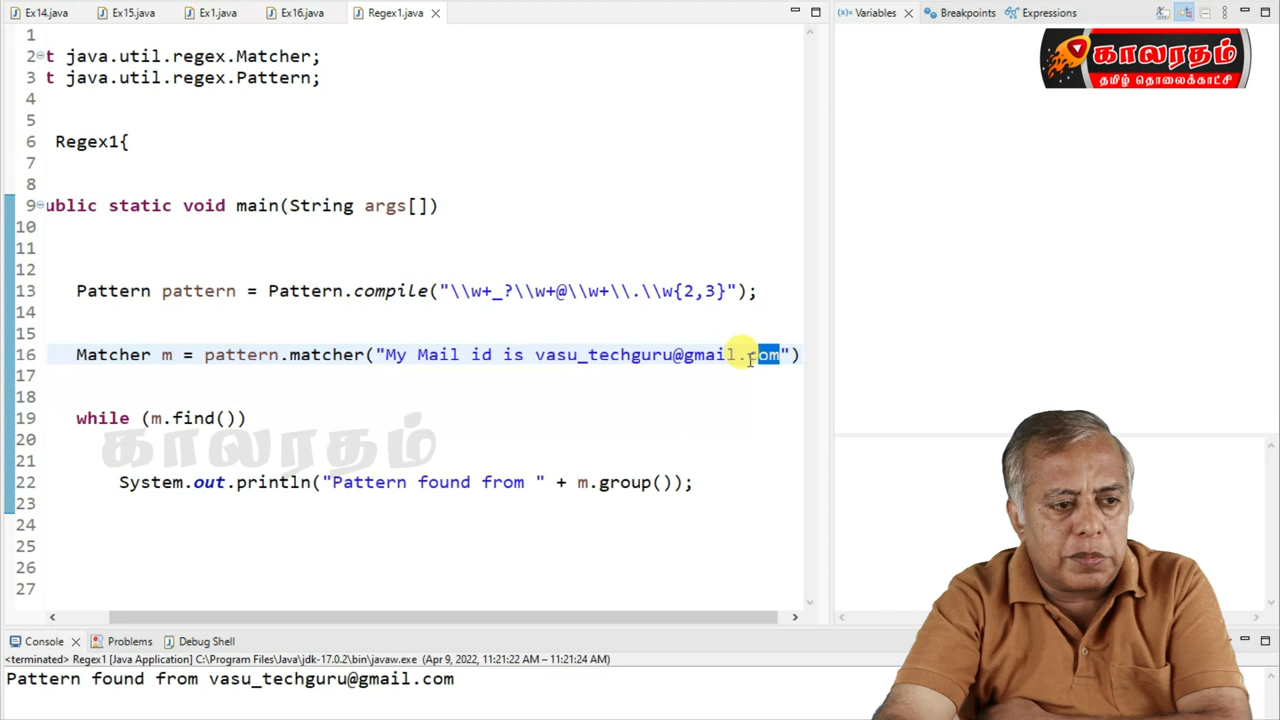 Ex14.java Ex15.java Ex1.java Ex16.java Regex1.java
(x)= Variables Breakpoints Expressions
காலரதம்
தமிழ் தொலைக்காட்சி
1
2 t java.util.regex.Matcher;
3 t java.util.regex.Pattern;
4
5
6 Regex1{
7
8
9 ublic static void main(String args[])
10
11
12
13 Pattern pattern = Pattern.compile("\\w+_?\\w+@\\w+\\.\\w{2,3}");
14
15
16 Matcher m = pattern.matcher("My Mail id is vasu_techguru@gmail.com")
17
18
19 while (m.find())
20
காலரதம்
21
22 System.out.println("Pattern found from " + m.group());
23
24
25
26
27
Console Problems Debug Shell
<terminated> Regex1 [Java Application] C:\Program Files\Java\jdk-17.0.2\bin\javaw.exe (Apr 9, 2022, 11:21:22 AM – 11:21:24 AM)
Pattern found from vasu_techguru@gmail.com